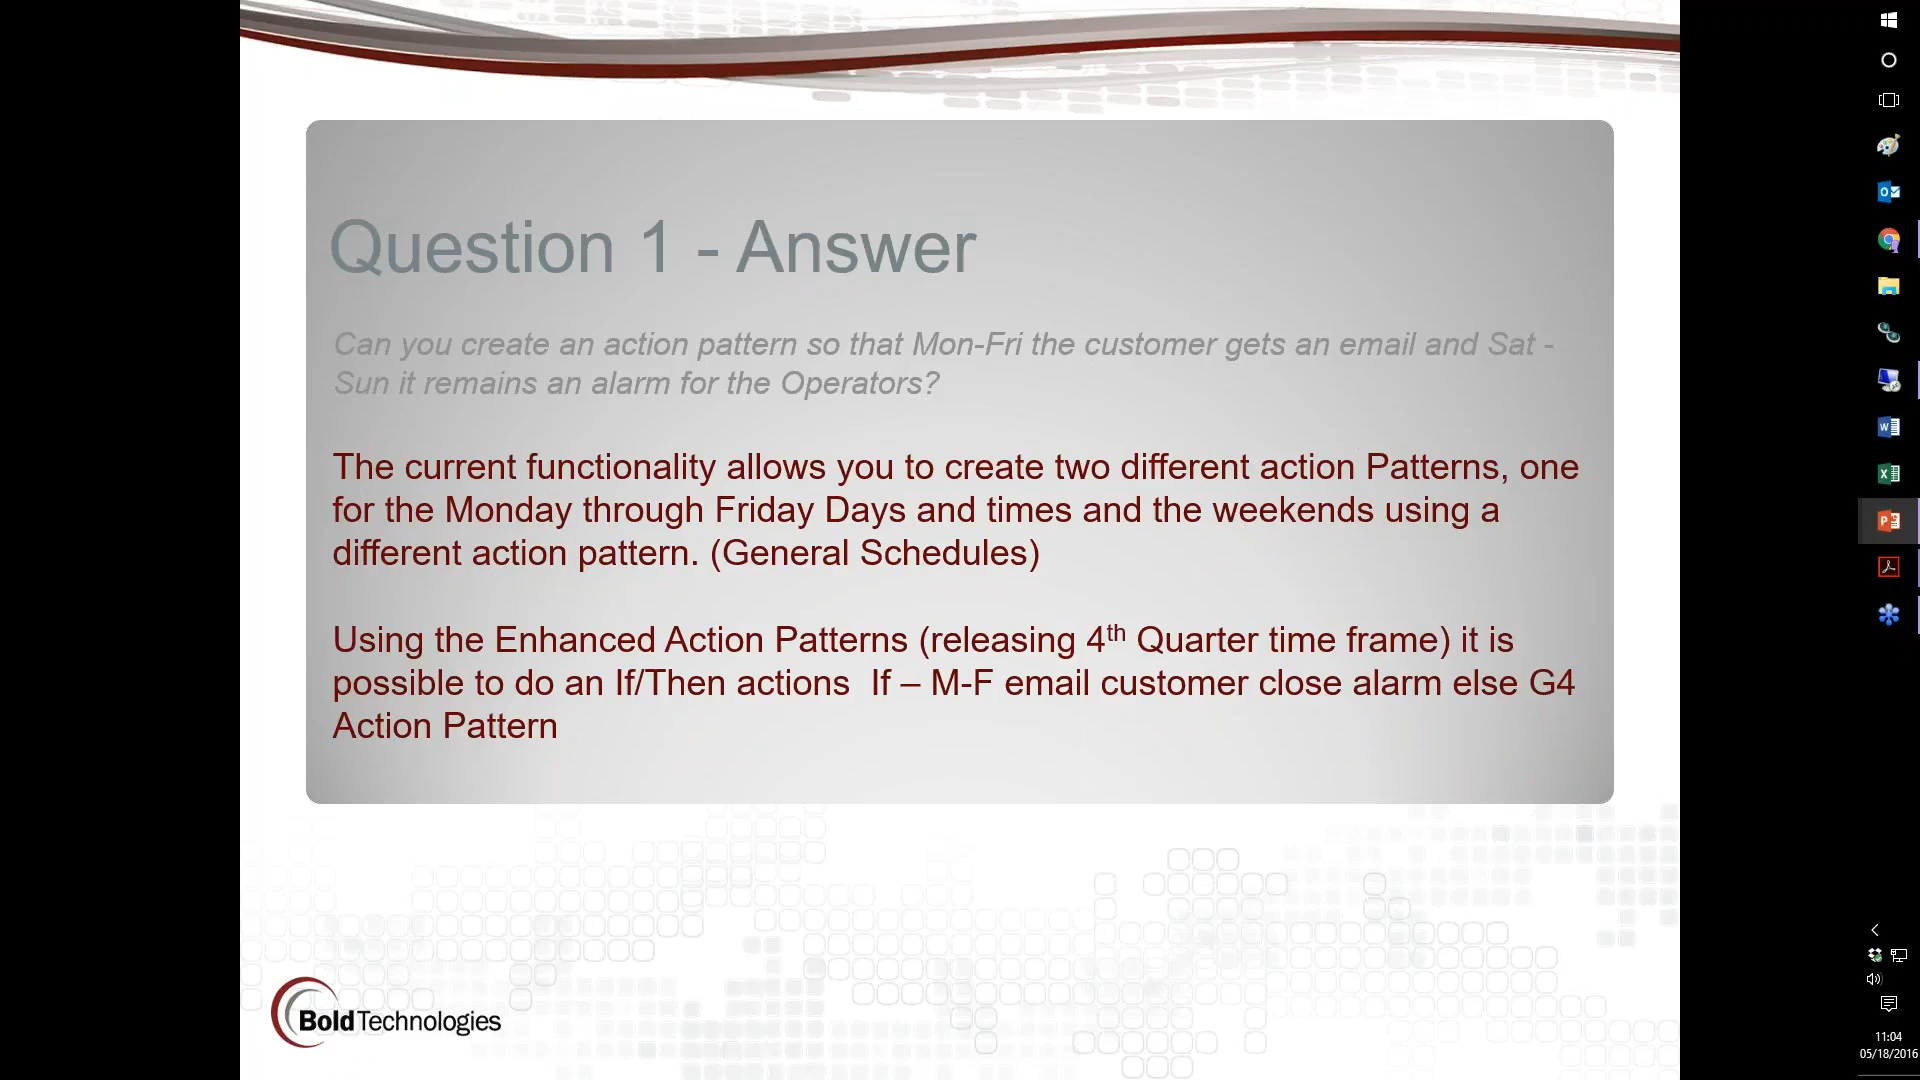 Question 1 - Answer
Can you create an action pattern so that Mon-Fri the customer gets an email and Sat -
Sun it remains an alarm for the Operators?
The current functionality allows you to create two different action Patterns, one
for the Monday through Friday Days and times and the weekends using a
different action pattern. (General Schedules)
Using the Enhanced Action Patterns (releasing 4th Quarter time frame) it is
possible to do an If/Then actions  If – M-F email customer close alarm else G4
Action Pattern
BoldTechnologies
11:04
05/18/2016